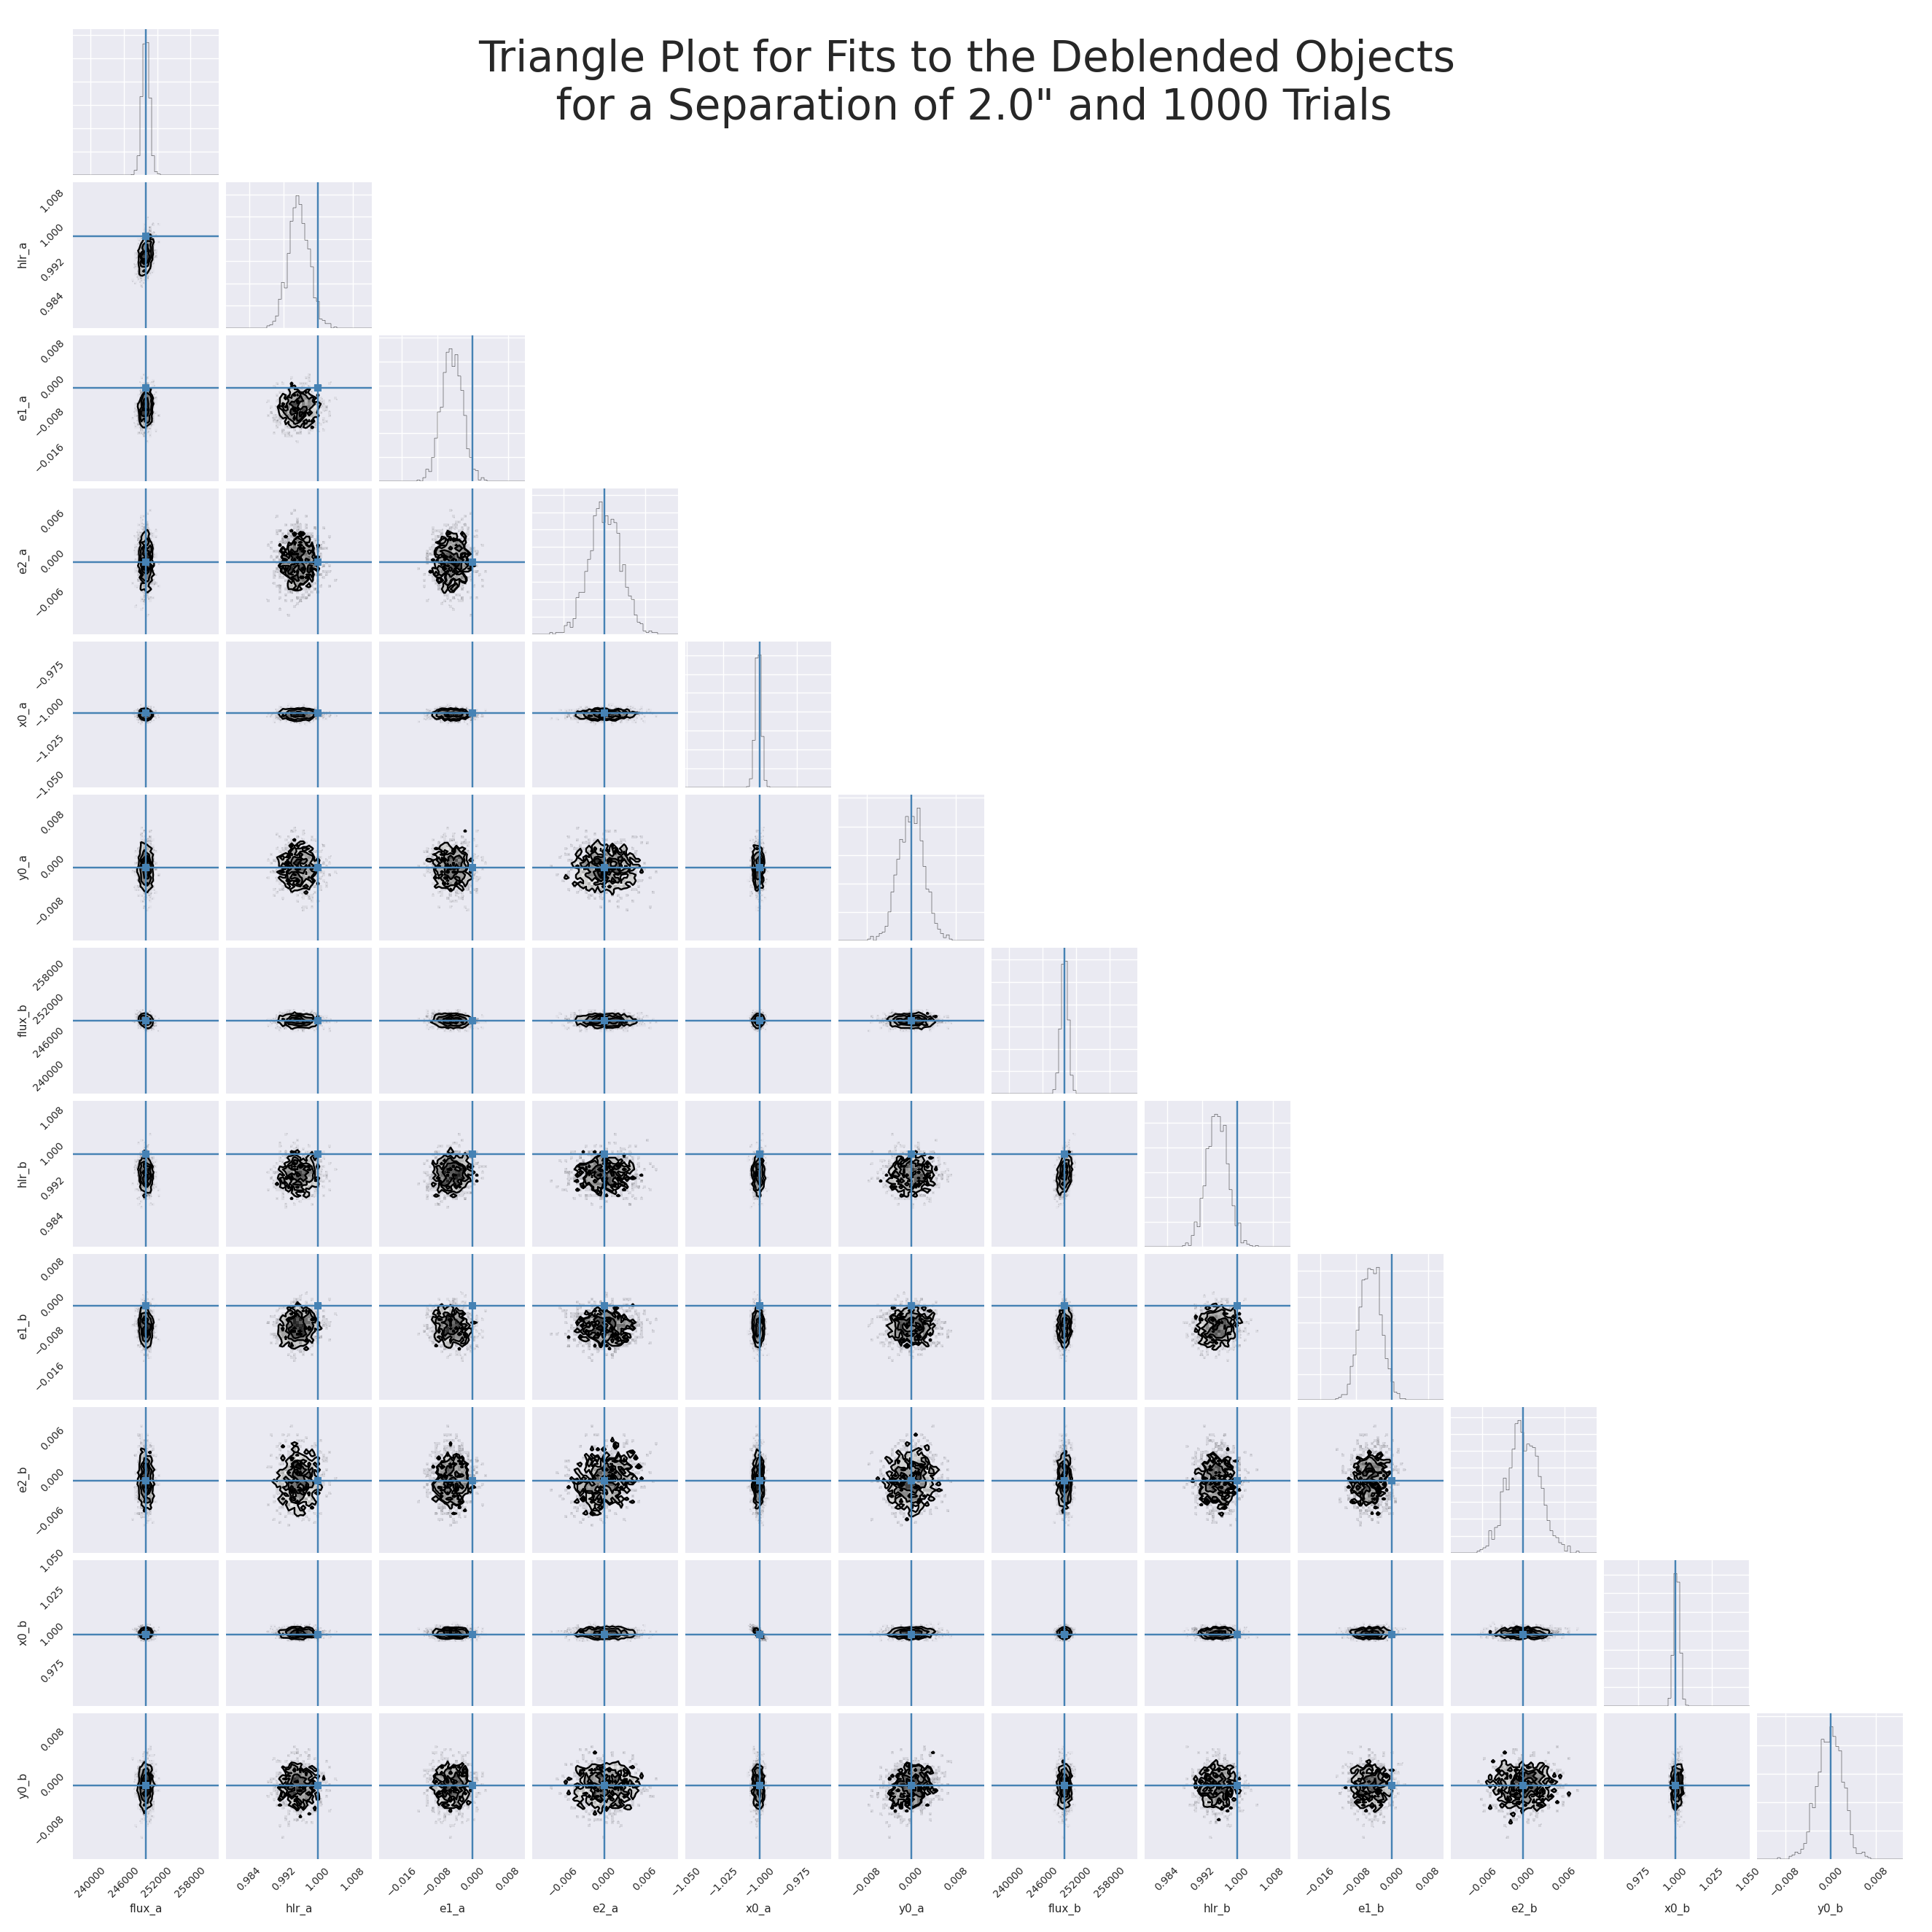 Triangle Plot for Fits to the Deblended Objects
for a Separation of 2.0" and 1000 Trials
hlr_a
1.008
1.000
0.992
0.984
e1_a
0.008
0.000
−0.008
−0.016
e2_a
0.006
0.000
−0.006
x0_a
−0.975
−1.000
−1.025
−1.050
y0_a
0.008
0.000
−0.008
flux_b
258000
252000
246000
240000
hlr_b
1.008
1.000
0.992
0.984
e1_b
0.008
0.000
−0.008
−0.016
e2_b
0.006
0.000
−0.006
x0_b
1.050
1.025
1.000
0.975
y0_b
0.008
0.000
−0.008
240000 246000 252000 258000 0.984 0.992 1.000 1.008 −0.016 −0.008 0.000 0.008 −0.006 0.000 0.006 −1.050 −1.025 −1.000 −0.975 −0.008 0.000 0.008 240000 246000 252000 258000 0.984 0.992 1.000 1.008 −0.016 −0.008 0.000 0.008 −0.006 0.000 0.006 0.975 1.000 1.025 1.050 −0.008 0.000 0.008
flux_a hlr_a e1_a e2_a x0_a y0_a flux_b hlr_b e1_b e2_b x0_b y0_b